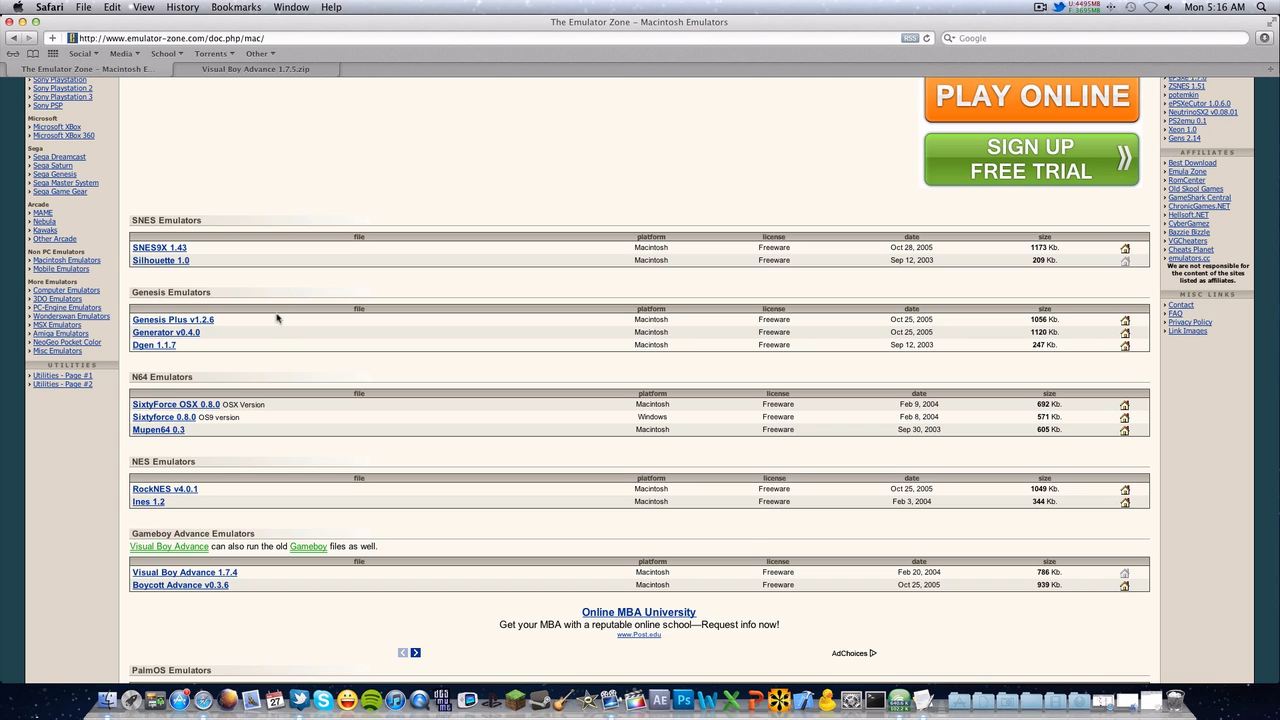 Safari File Edit View History Bookmarks Window Help
U:4495MB
F:3695MB
Mon 5:16 AM
The Emulator Zone – Macintosh Emulators
http://www.emulator-zone.com/doc.php/mac/
RSS
Google
Social Media School Torrents Other
The Emulator Zone – Macintosh E...
Visual Boy Advance 1.7.5.zip
Sony Playstation
Sony Playstation 2
Sony Playstation 3
Sony PSP
Microsoft
Microsoft XBox
Microsoft XBox 360
Sega
Sega Dreamcast
Sega Saturn
Sega Genesis
Sega Master System
Sega Game Gear
Arcade
MAME
Nebula
Kawaks
Other Arcade
Non PC Emulators
Macintosh Emulators
Mobile Emulators
More Emulators
Computer Emulators
3DO Emulators
PC-Engine Emulators
Wonderswan Emulators
MSX Emulators
Amiga Emulators
NeoGeo Pocket Color
Misc Emulators
UTILITIES
Utilities - Page #1
Utilities - Page #2
PLAY ONLINE
SIGN UP
FREE TRIAL
SNES Emulators
file platform license date size
SNES9X 1.43 Macintosh Freeware Oct 28, 2005 1173 Kb.
Silhouette 1.0 Macintosh Freeware Sep 12, 2003 209 Kb.
Genesis Emulators
file platform license date size
Genesis Plus v1.2.6 Macintosh Freeware Oct 25, 2005 1056 Kb.
Generator v0.4.0 Macintosh Freeware Oct 25, 2005 1120 Kb.
Dgen 1.1.7 Macintosh Freeware Sep 12, 2003 247 Kb.
N64 Emulators
file platform license date size
SixtyForce OSX 0.8.0 OSX Version Macintosh Freeware Feb 9, 2004 692 Kb.
Sixtyforce 0.8.0 OS9 version Windows Freeware Feb 8, 2004 571 Kb.
Mupen64 0.3 Macintosh Freeware Sep 30, 2003 605 Kb.
NES Emulators
file platform license date size
RockNES v4.0.1 Macintosh Freeware Oct 25, 2005 1049 Kb.
Ines 1.2 Macintosh Freeware Feb 3, 2004 344 Kb.
Gameboy Advance Emulators
Visual Boy Advance can also run the old Gameboy files as well.
file platform license date size
Visual Boy Advance 1.7.4 Macintosh Freeware Feb 20, 2004 786 Kb.
Boycott Advance v0.3.6 Macintosh Freeware Oct 25, 2005 939 Kb.
Online MBA University
Get your MBA with a reputable online school—Request info now!
www.Post.edu
AdChoices
PalmOS Emulators
ePSXe 1.7.0
ZSNES 1.51
potemkin
ePSXeCutor 1.0.6.0
NeutrinoSX2 v0.08.01
PS2emu 0.1
Xeon 1.0
Gens 2.14
AFFILIATES
Best Download
Emula Zone
RomCenter
Old Skool Games
GameShark Central
ChronicGames.NET
Hellsoft.NET
CyberGamez
Bazzie Bizzle
VGCheaters
Cheats Planet
emulators.cc
We are not responsible for
the content of the sites
listed as affiliates.
MISC LINKS
Contact
FAQ
Privacy Policy
Link Images